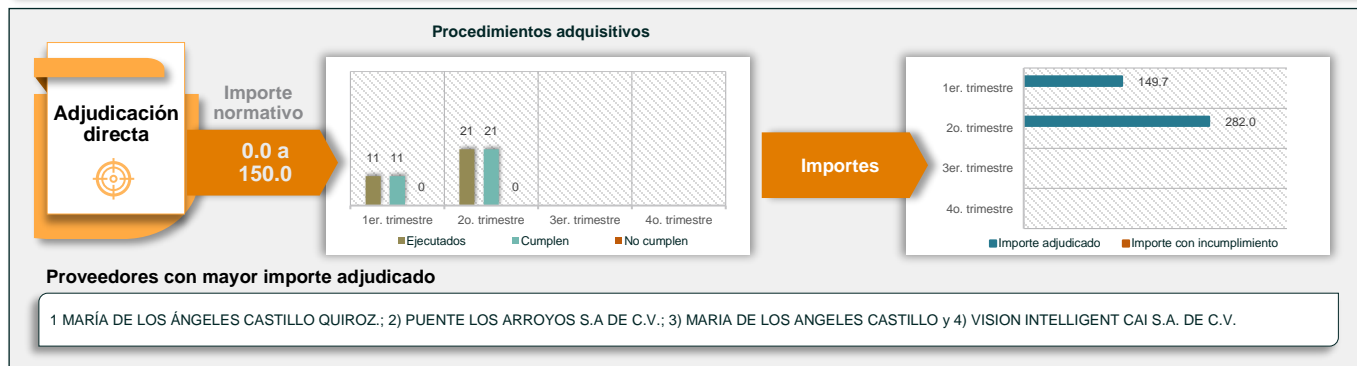 Procedimientos adquisitivos
Adjudicación
directa
Importe
normativo
0.0 a
150.0
11 11 0
21 21 0
1er. trimestre 2o. trimestre 3er. trimestre 4o. trimestre
Ejecutados Cumplen No cumplen
Importes
1er. trimestre 149.7
2o. trimestre 282.0
3er. trimestre
4o. trimestre
Importe adjudicado Importe con incumplimiento
Proveedores con mayor importe adjudicado
1 MARÍA DE LOS ÁNGELES CASTILLO QUIROZ.; 2) PUENTE LOS ARROYOS S.A DE C.V.; 3) MARIA DE LOS ANGELES CASTILLO y 4) VISION INTELLIGENT CAI S.A. DE C.V.